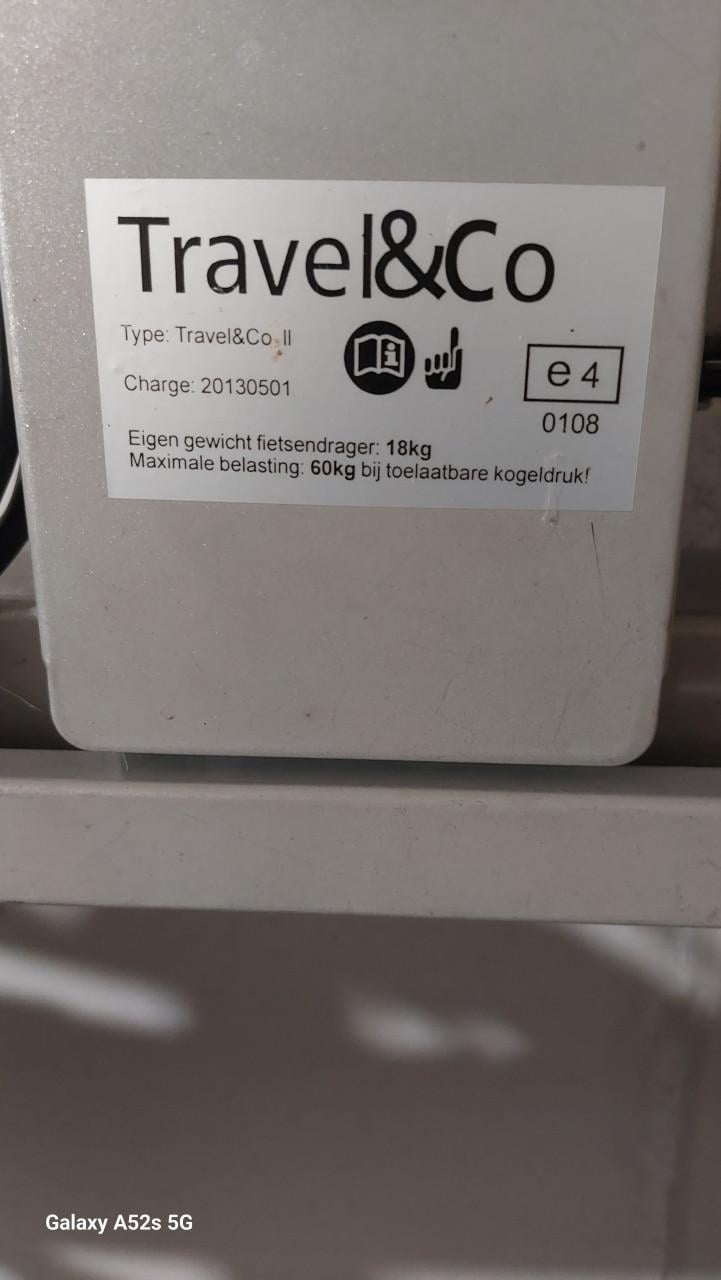 Travel&Co
Type: Travel&Co II
Charge: 20130501
e 4
0108
Eigen gewicht fietsendrager: 18kg
Maximale belasting: 60kg bij toelaatbare kogeldruk!
Galaxy A52s 5G